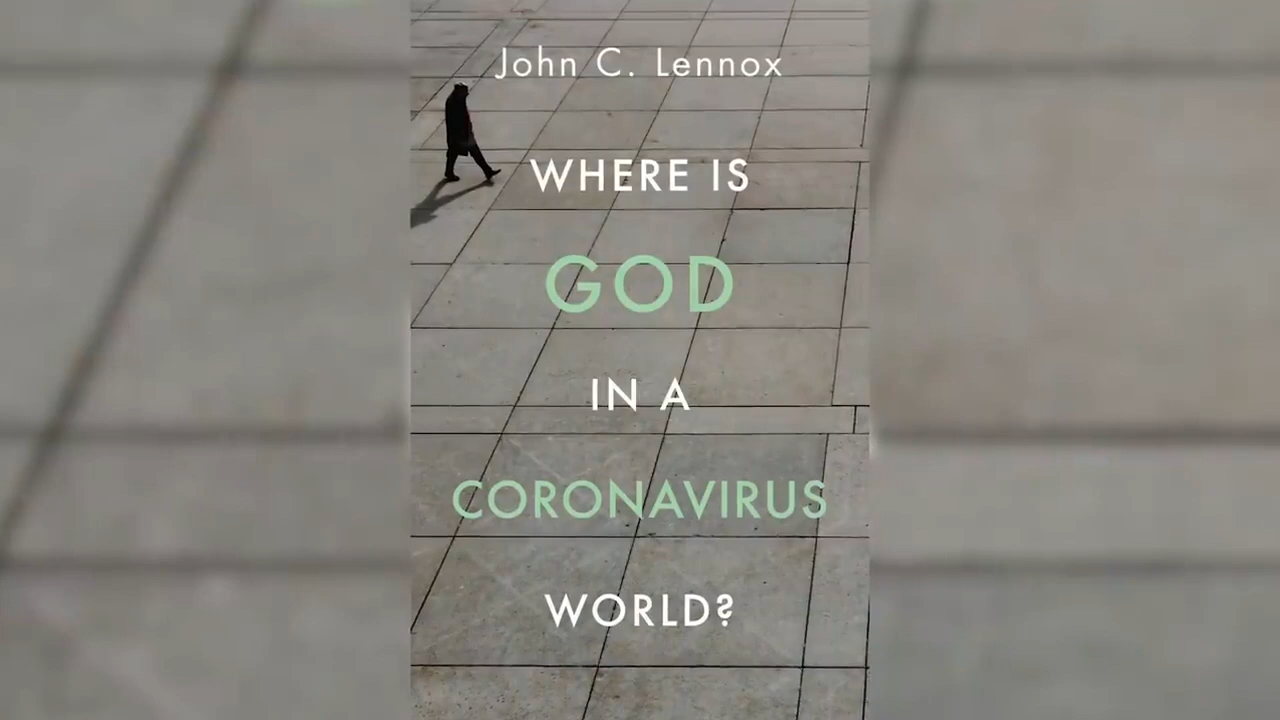 John C. Lennox
WHERE IS
GOD
IN A
CORONAVIRUS
WORLD?